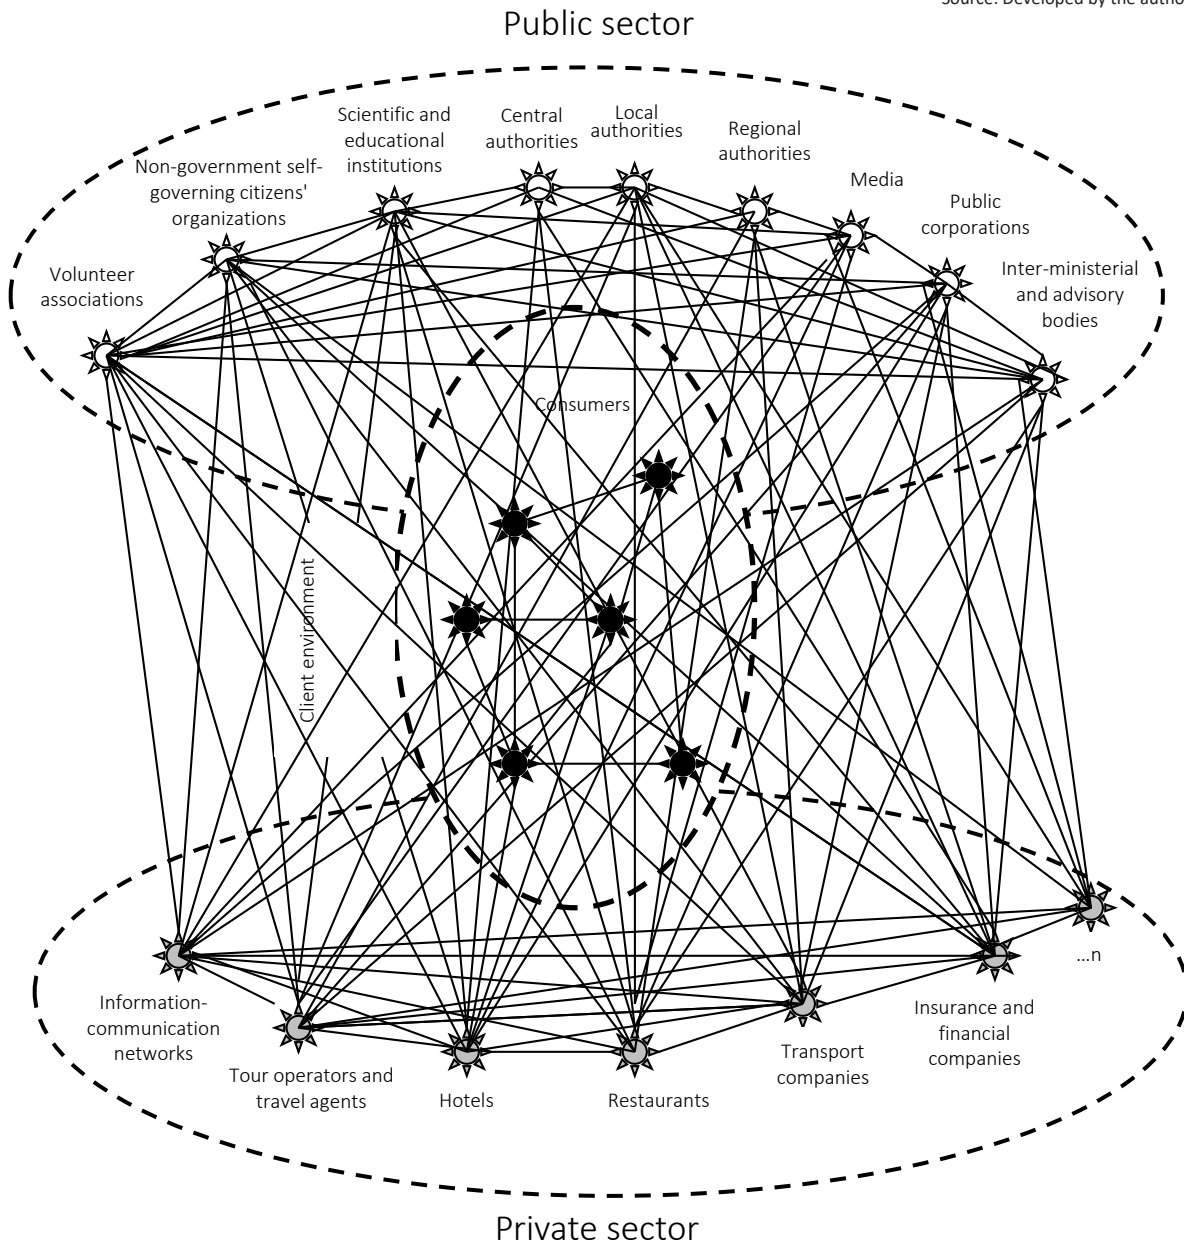 Source: Developed by the autho
Public sector
Scientific and
educational
institutions
Central
authorities
Local
authorities
Regional
authorities
Non-government self-
governing citizens'
organizations
Media
Public
corporations
Volunteer
associations
Inter-ministerial
and advisory
bodies
Consumers
Client environment
...n
Information-
communication
networks
Insurance and
financial
companies
Transport
companies
Tour operators and
travel agents
Hotels
Restaurants
Private sector